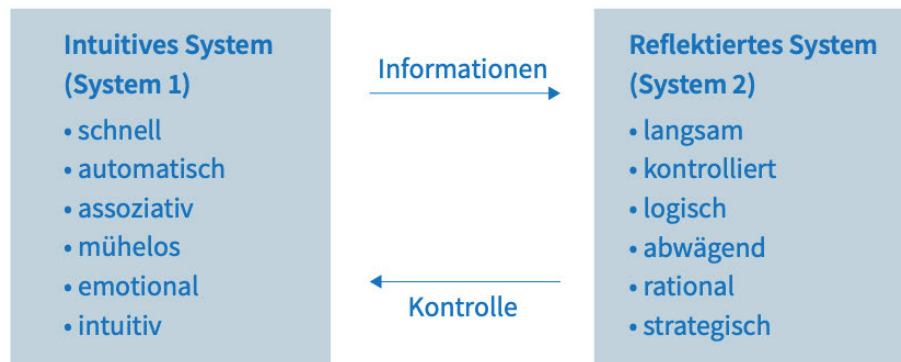 Intuitives System
(System 1)
• schnell
• automatisch
• assoziativ
• mühelos
• emotional
• intuitiv
Informationen
Kontrolle
Reflektiertes System
(System 2)
• langsam
• kontrolliert
• logisch
• abwägend
• rational
• strategisch